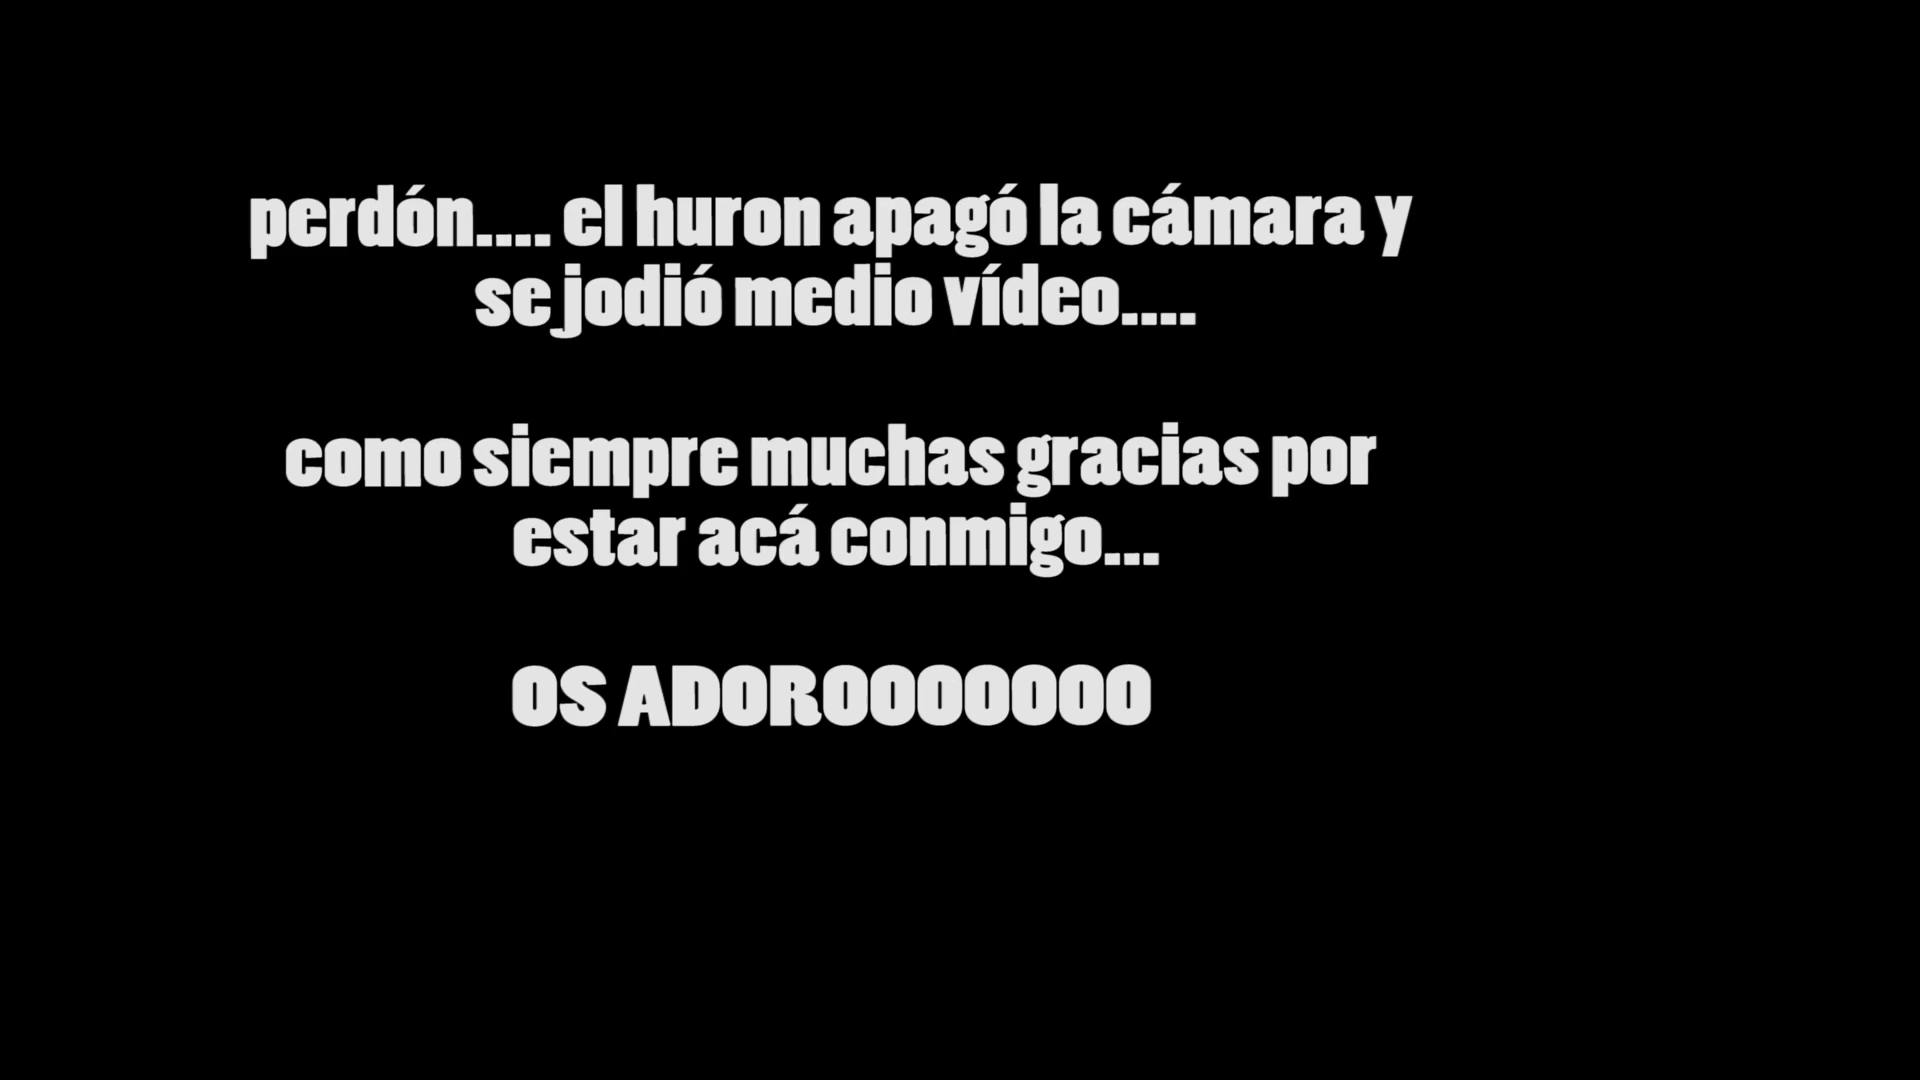 perdón.... el huron apagó la cámara y
se jodió medio vídeo....
como siempre muchas gracias por
estar acá conmigo...
OS ADOROOOOOOO